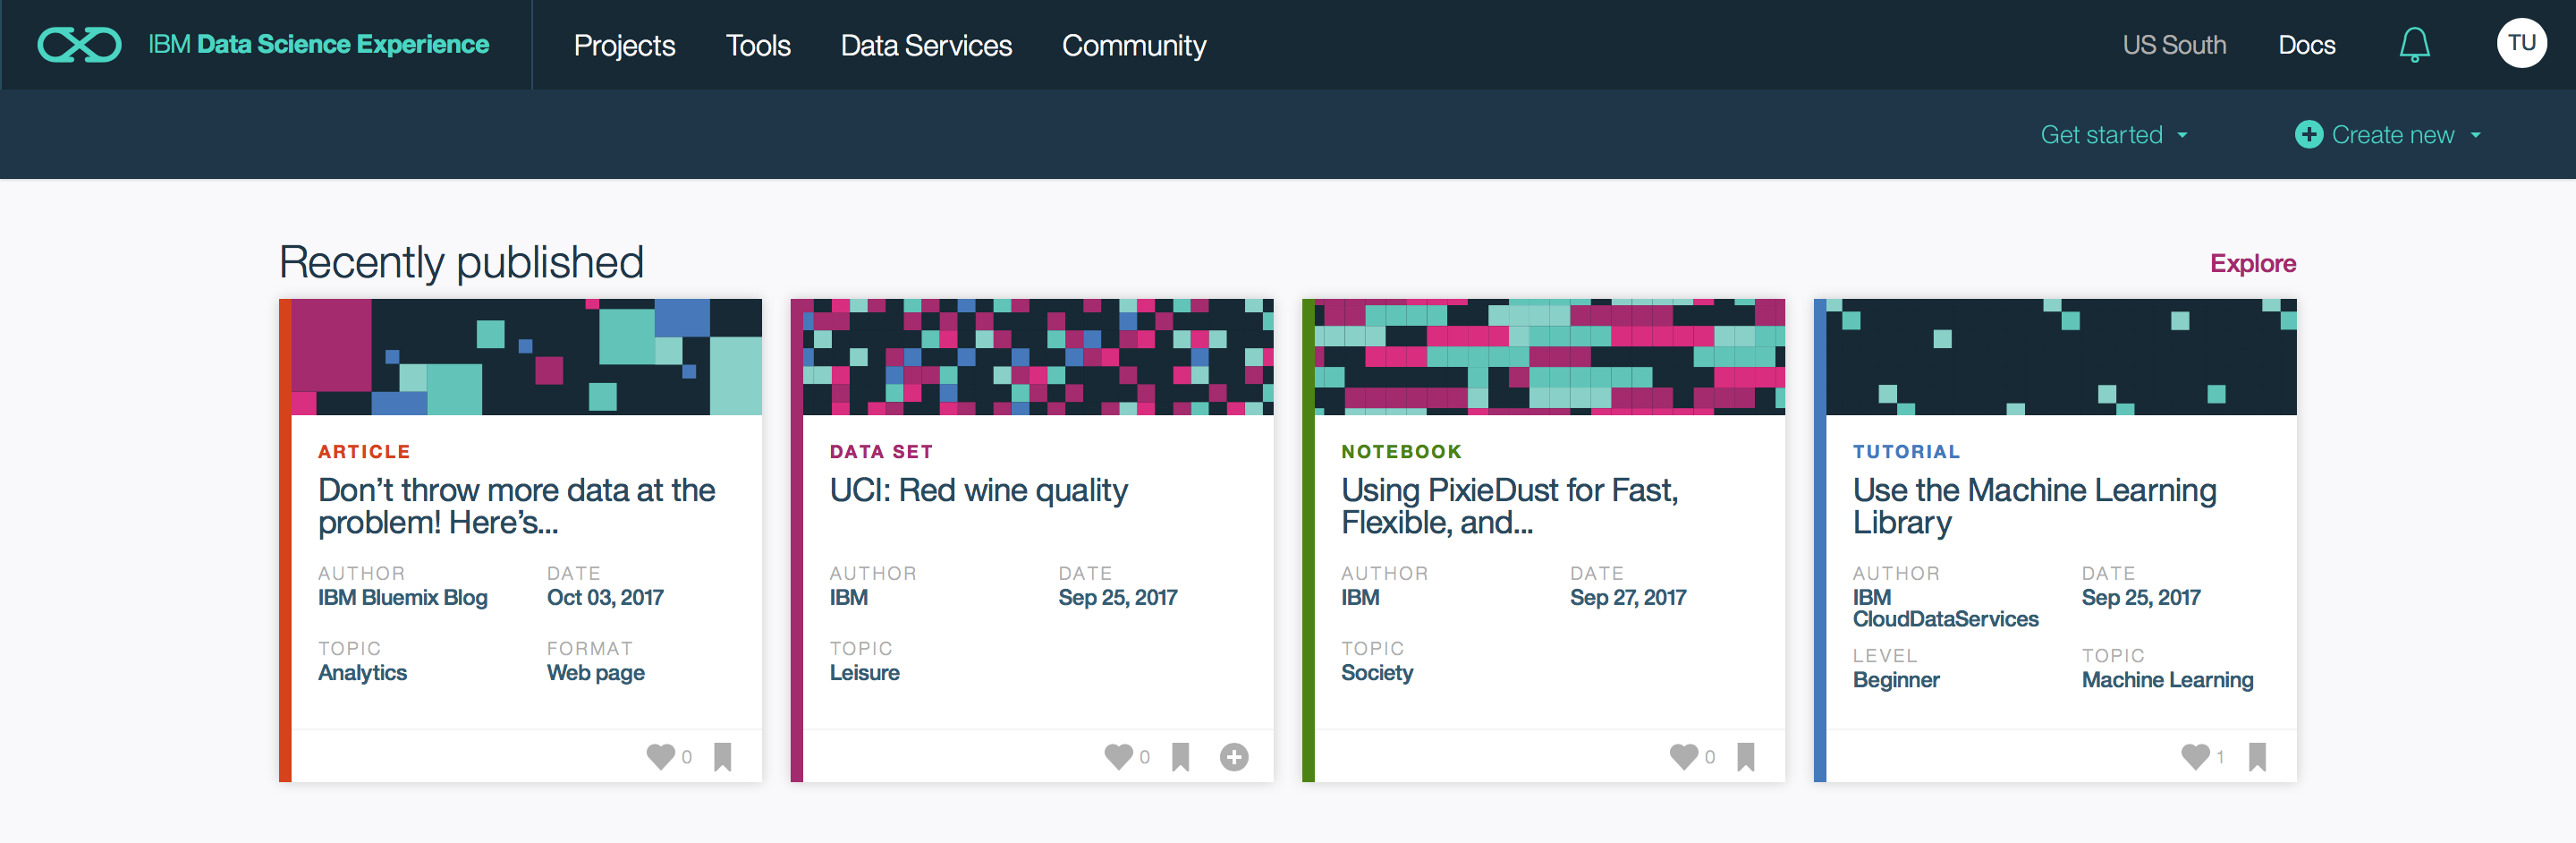 IBM Data Science Experience
Projects
Tools
Data Services
Community
US South
Docs
TU
Get started
Create new
Recently published
Explore
ARTICLE
Don’t throw more data at the
problem! Here’s...
AUTHOR
IBM Bluemix Blog
DATE
Oct 03, 2017
TOPIC
Analytics
FORMAT
Web page
0
DATA SET
UCI: Red wine quality
AUTHOR
IBM
DATE
Sep 25, 2017
TOPIC
Leisure
0
NOTEBOOK
Using PixieDust for Fast,
Flexible, and...
AUTHOR
IBM
DATE
Sep 27, 2017
TOPIC
Society
0
TUTORIAL
Use the Machine Learning
Library
AUTHOR
IBM
CloudDataServices
DATE
Sep 25, 2017
LEVEL
Beginner
TOPIC
Machine Learning
1